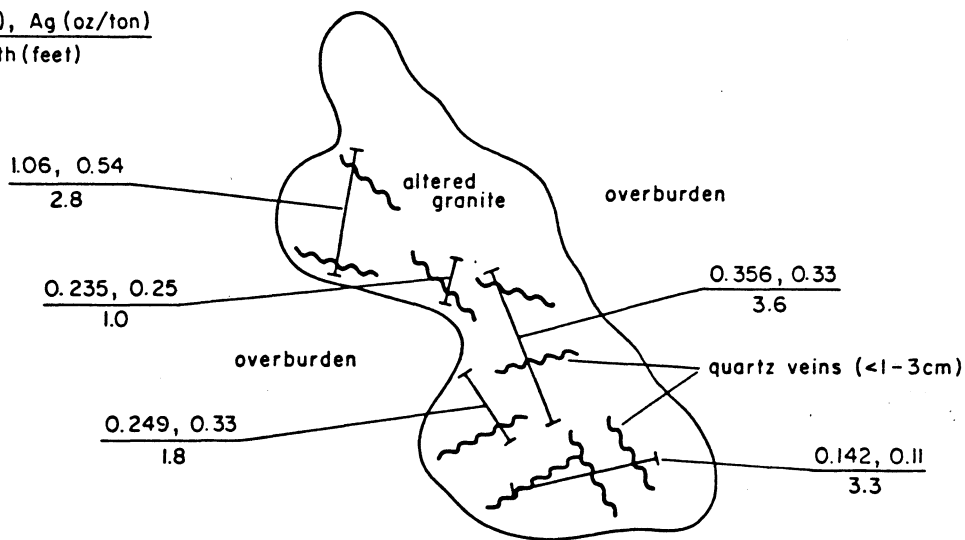 ), Ag (oz/ton)
th (feet)
1.06, 0.54
2.8
altered
granite
overburden
0.235, 0.25
1.0
0.356, 0.33
3.6
overburden
quartz veins (<1-3cm)
0.249, 0.33
1.8
0.142, 0.11
3.3